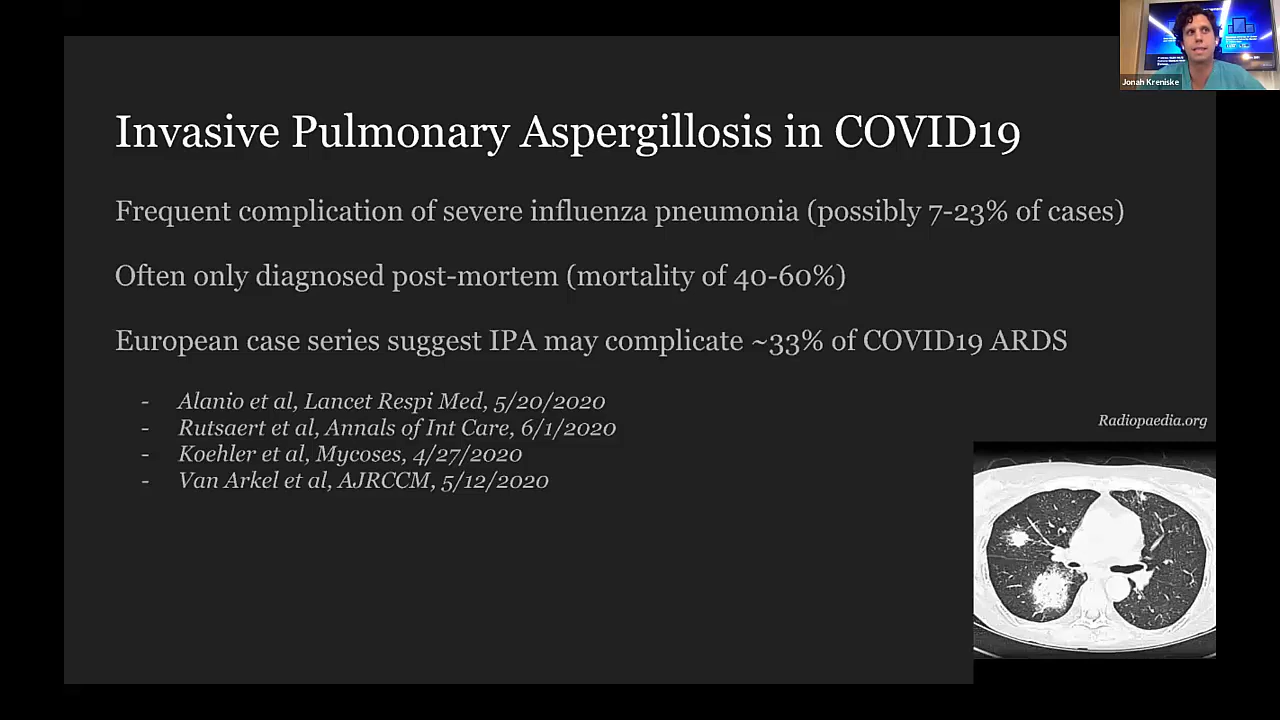 Jonah Kreniske
Invasive Pulmonary Aspergillosis in COVID19
Frequent complication of severe influenza pneumonia (possibly 7-23% of cases)
Often only diagnosed post-mortem (mortality of 40-60%)
European case series suggest IPA may complicate ~33% of COVID19 ARDS
- Alanio et al, Lancet Respi Med, 5/20/2020
- Rutsaert et al, Annals of Int Care, 6/1/2020
- Koehler et al, Mycoses, 4/27/2020
- Van Arkel et al, AJRCCM, 5/12/2020
Radiopaedia.org